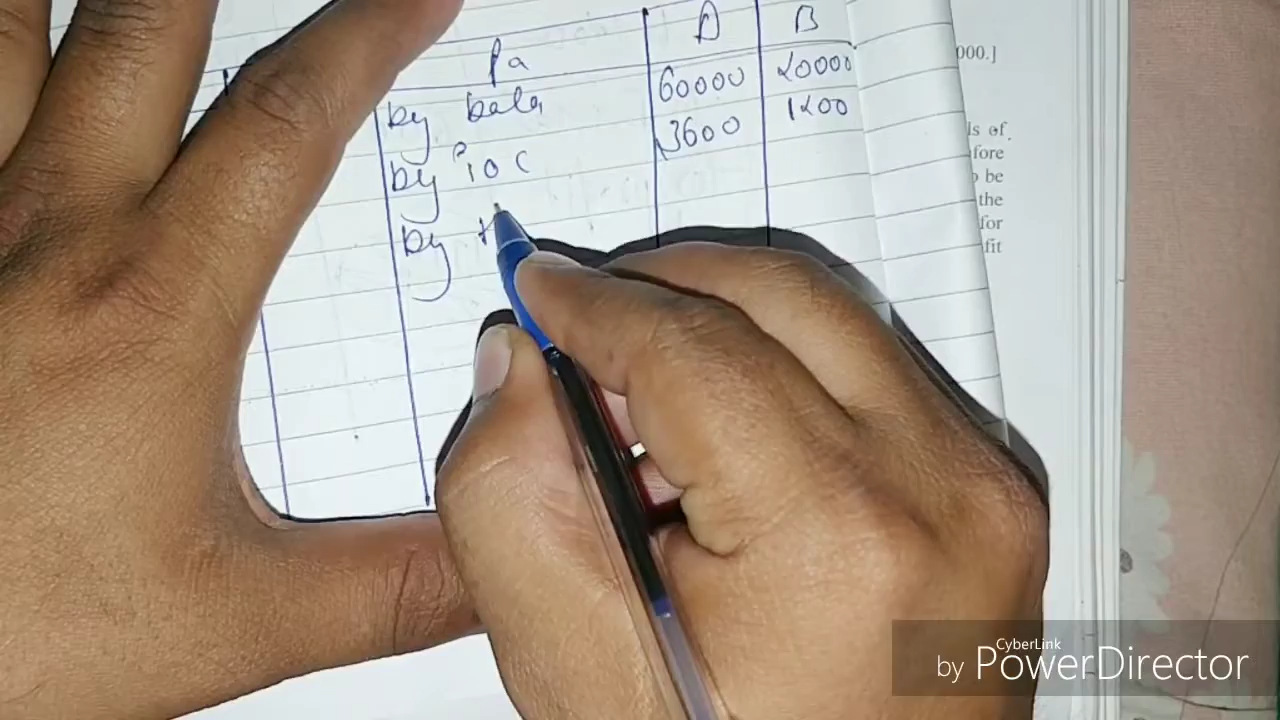 Pa A B
By bala 60000 20000
By IOC 3600 1200
By
000.]
ls of
fore
o be
the
for
fit
CyberLink
by PowerDirector